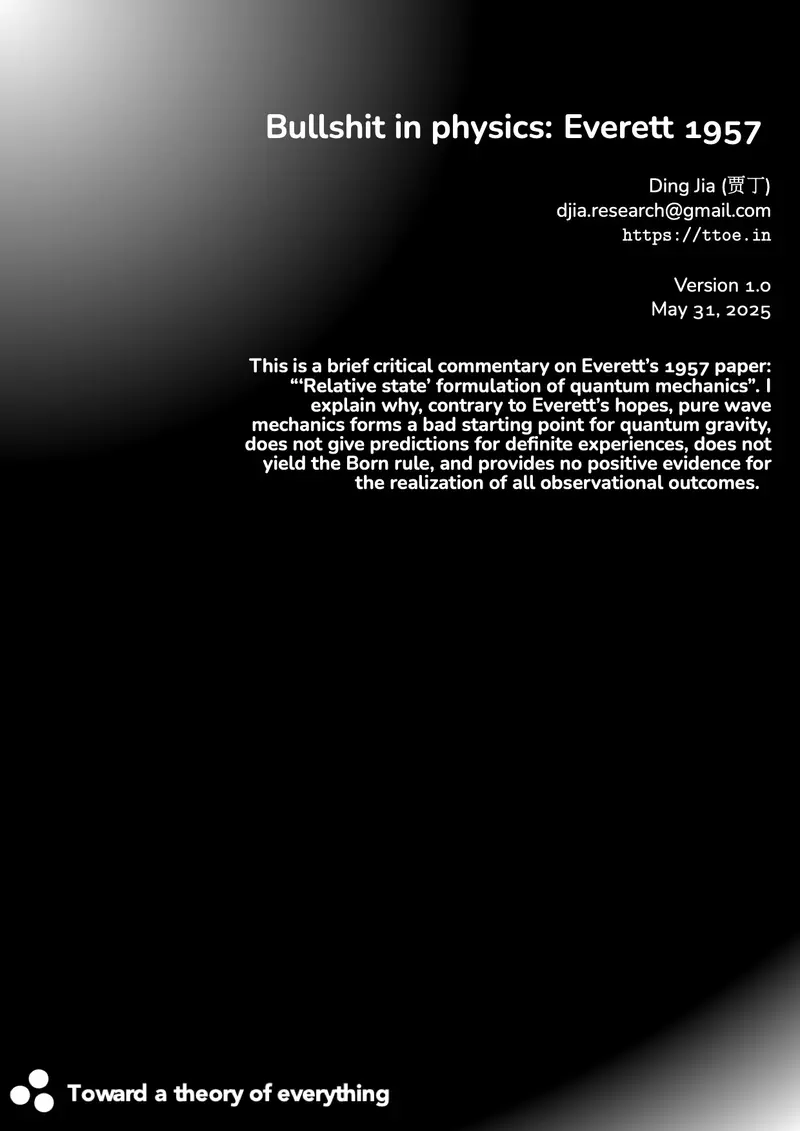 Bullshit in physics: Everett 1957
Ding Jia (贾丁)
djia.research@gmail.com
https://ttoe.in
Version 1.0
May 31, 2025
This is a brief critical commentary on Everett’s 1957 paper:
“‘Relative state’ formulation of quantum mechanics”. I
explain why, contrary to Everett’s hopes, pure wave
mechanics forms a bad starting point for quantum gravity,
does not give predictions for definite experiences, does not
yield the Born rule, and provides no positive evidence for
the realization of all observational outcomes.
Toward a theory of everything